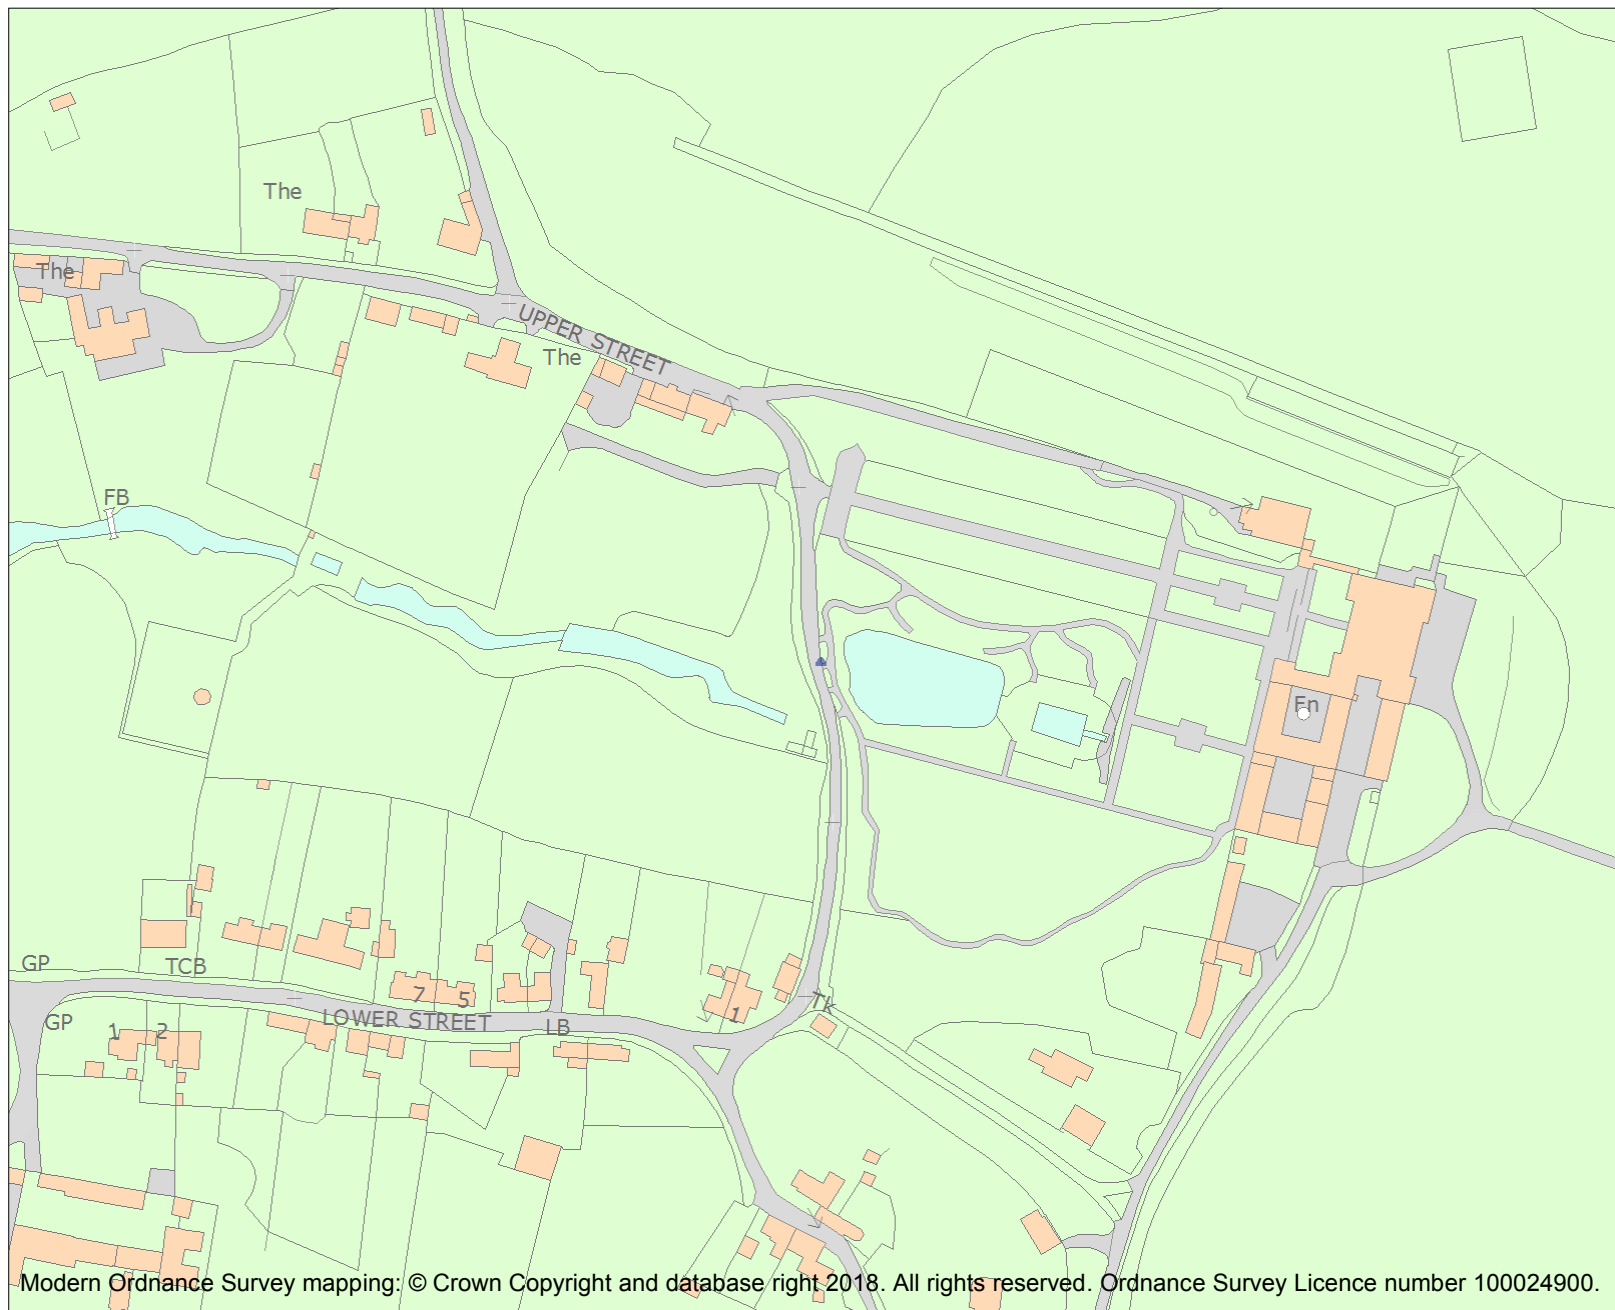 The
The
UPPER STREET
The
FB
Fn
GP
TCB
7
5
Tk
GP
1
2
LOWER STREET
LB
1
Modern Ordnance Survey mapping: © Crown Copyright and database right 2018. All rights reserved. Ordnance Survey Licence number 100024900.